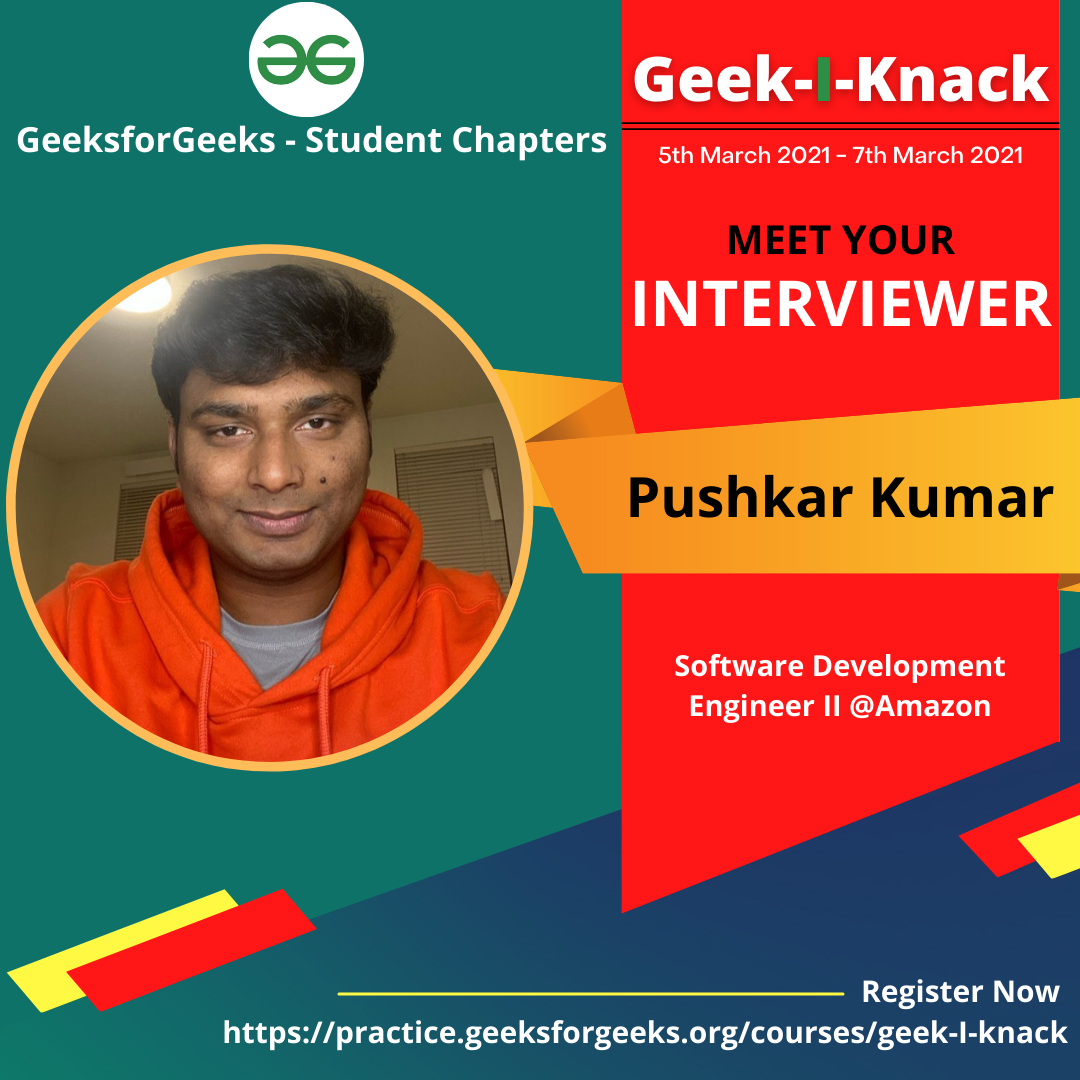 GeeksforGeeks - Student Chapters
Geek-I-Knack
5th March 2021 - 7th March 2021
MEET YOUR
INTERVIEWER
Pushkar Kumar
Software Development
Engineer II @Amazon
Register Now
https://practice.geeksforgeeks.org/courses/geek-I-knack